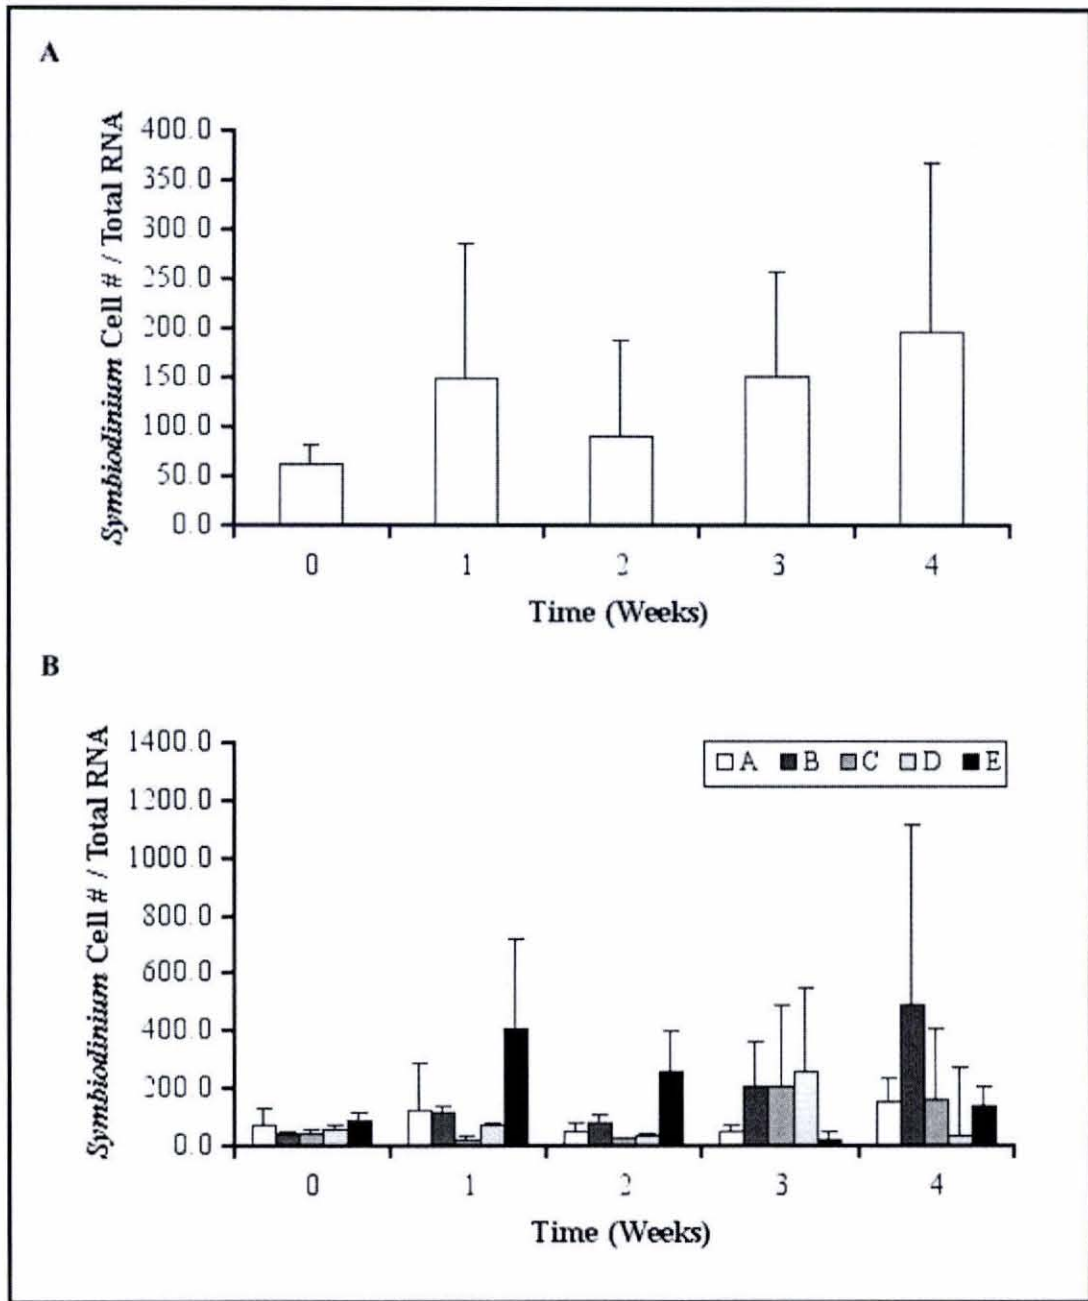 A
Symbiodinium Cell # / Total RNA
400.0
350.0
300.0
250.0
200.0
150.0
100.0
50.0
0.0
0 1 2 3 4
Time (Weeks)
B
Symbiodinium Cell # / Total RNA
1400.0
1200.0
1000.0
800.0
600.0
400.0
200.0
0.0
A B C D E
0 1 2 3 4
Time (Weeks)